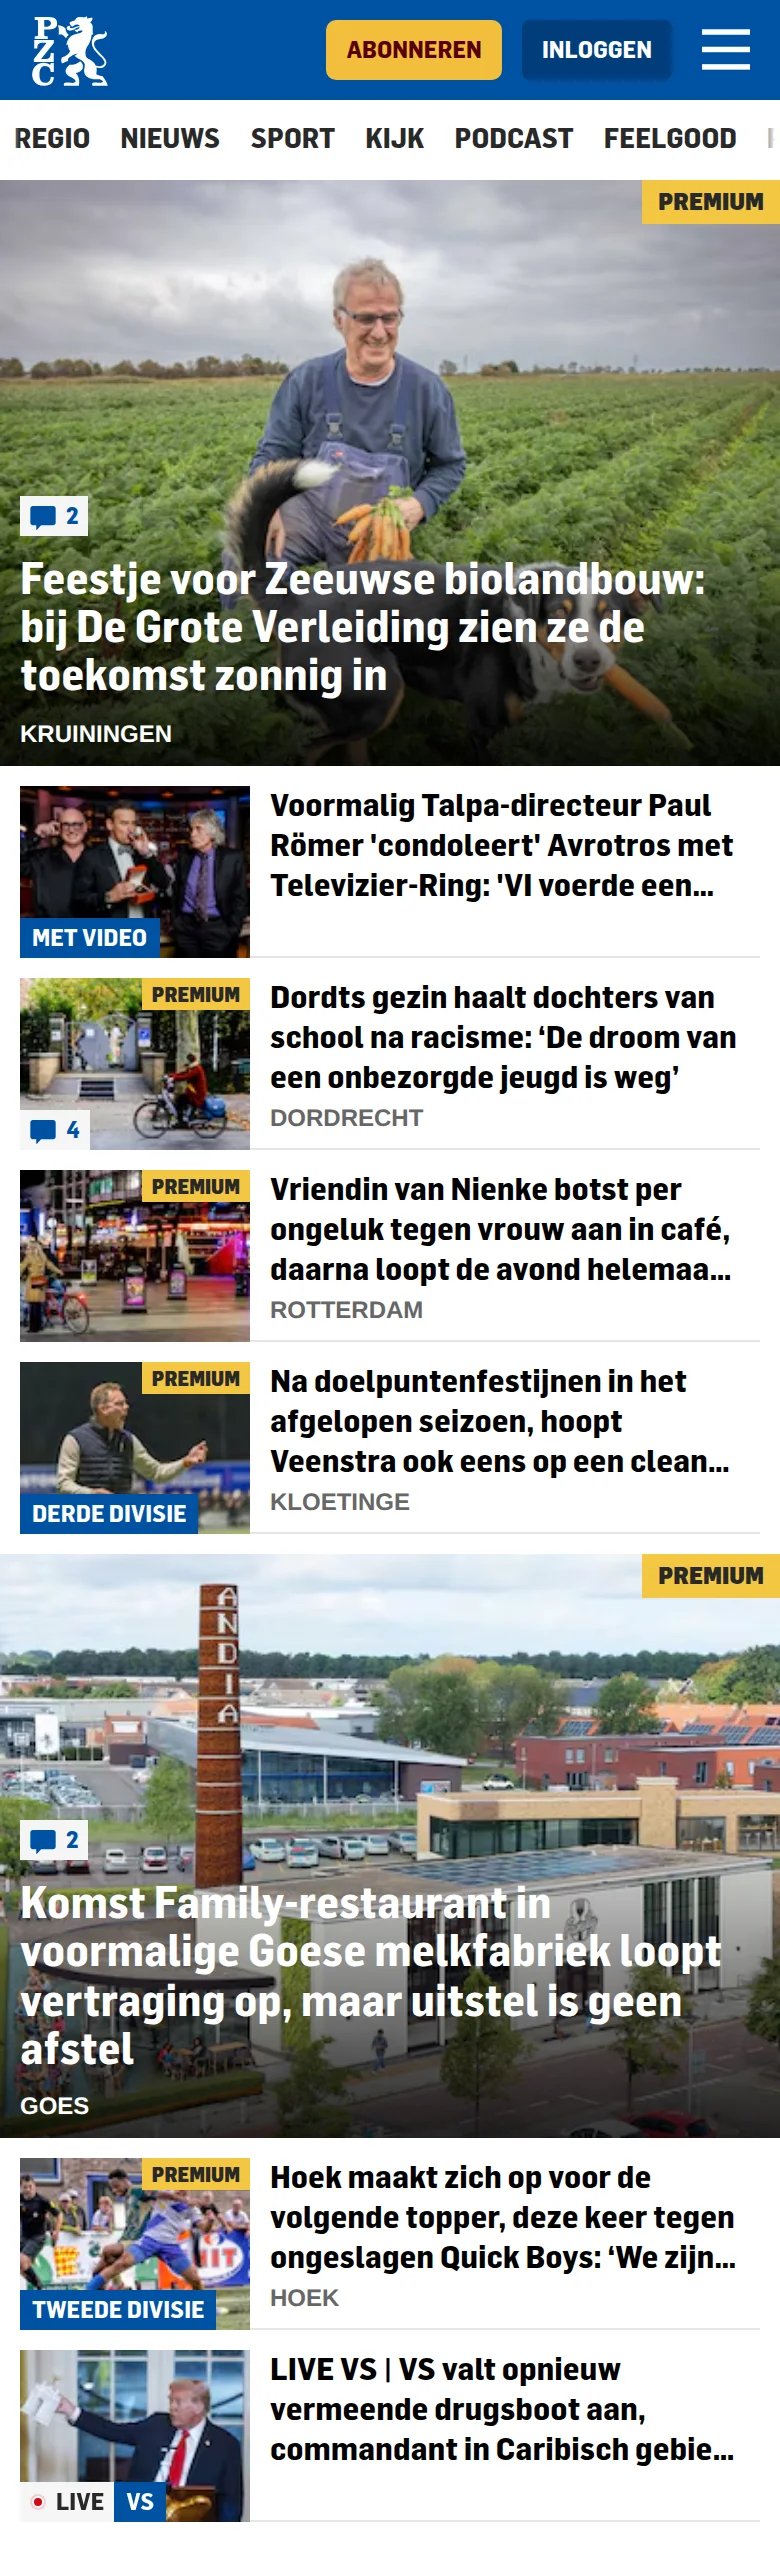 PZC
ABONNEREN
INLOGGEN
REGIO NIEUWS SPORT KIJK PODCAST FEELGOOD
PREMIUM
2
Feestje voor Zeeuwse biolandbouw:
bij De Grote Verleiding zien ze de
toekomst zonnig in
KRUININGEN
MET VIDEO
Voormalig Talpa-directeur Paul
Römer 'condoleert' Avrotros met
Televizier-Ring: 'VI voerde een...
PREMIUM
4
Dordts gezin haalt dochters van
school na racisme: ‘De droom van
een onbezorgde jeugd is weg’
DORDRECHT
PREMIUM
Vriendin van Nienke botst per
ongeluk tegen vrouw aan in café,
daarna loopt de avond helemaa...
ROTTERDAM
PREMIUM
DERDE DIVISIE
Na doelpuntenfestijnen in het
afgelopen seizoen, hoopt
Veenstra ook eens op een clean...
KLOETINGE
PREMIUM
ANDIA
2
Komst Family-restaurant in
voormalige Goese melkfabriek loopt
vertraging op, maar uitstel is geen
afstel
GOES
PREMIUM
TWEEDE DIVISIE
Hoek maakt zich op voor de
volgende topper, deze keer tegen
ongeslagen Quick Boys: ‘We zijn...
HOEK
LIVE VS
LIVE VS | VS valt opnieuw
vermeende drugsboot aan,
commandant in Caribisch gebie...